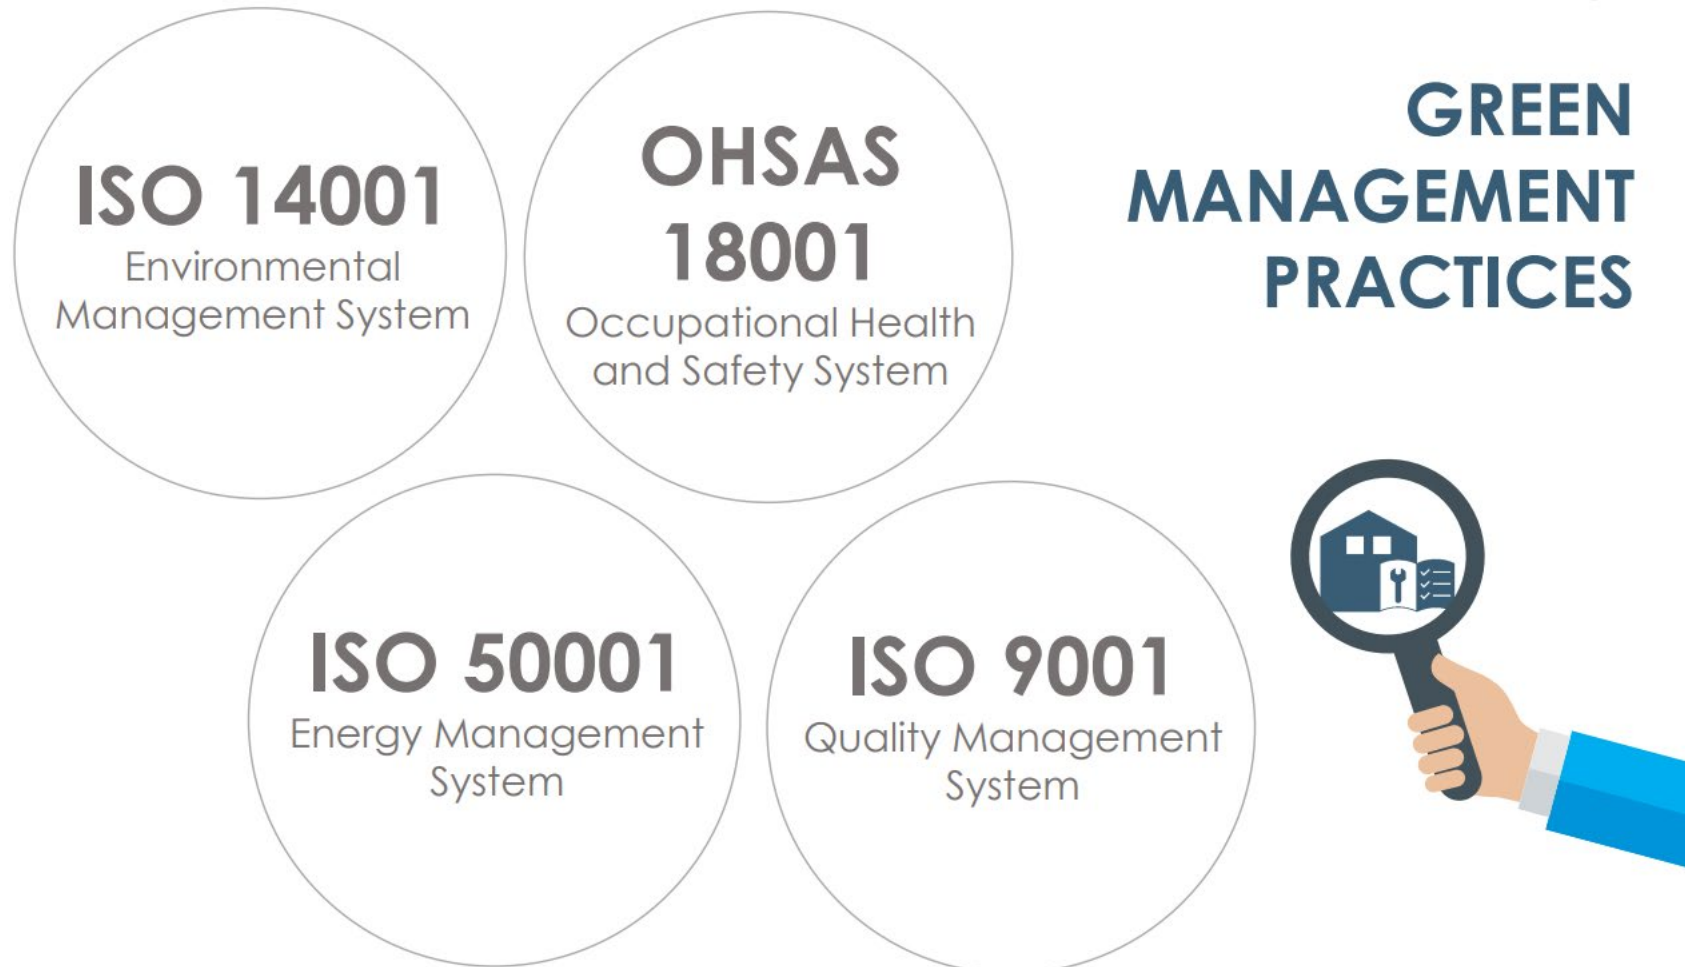 GREEN
MANAGEMENT
PRACTICES
ISO 14001
Environmental
Management System
OHSAS
18001
Occupational Health
and Safety System
ISO 50001
Energy Management
System
ISO 9001
Quality Management
System